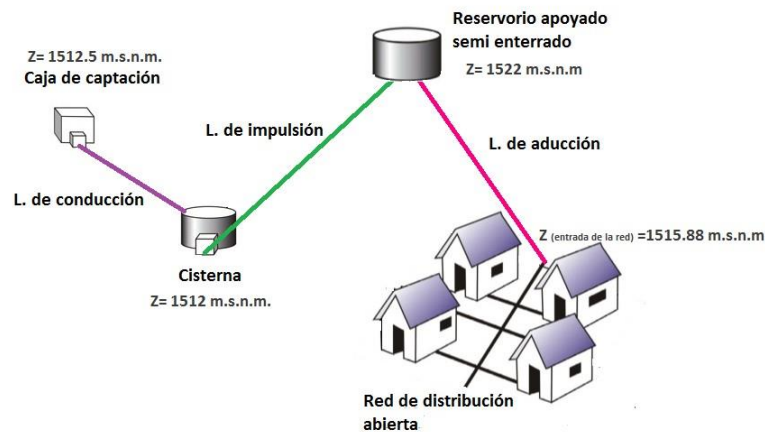 Reservorio apoyado
semi enterrado
Z= 1522 m.s.n.m
Z= 1512.5 m.s.n.m.
Caja de captación
L. de impulsión
L. de aducción
L. de conducción
Z (entrada de la red) =1515.88 m.s.n.m
Cisterna
Z= 1512 m.s.n.m.
Red de distribución
abierta